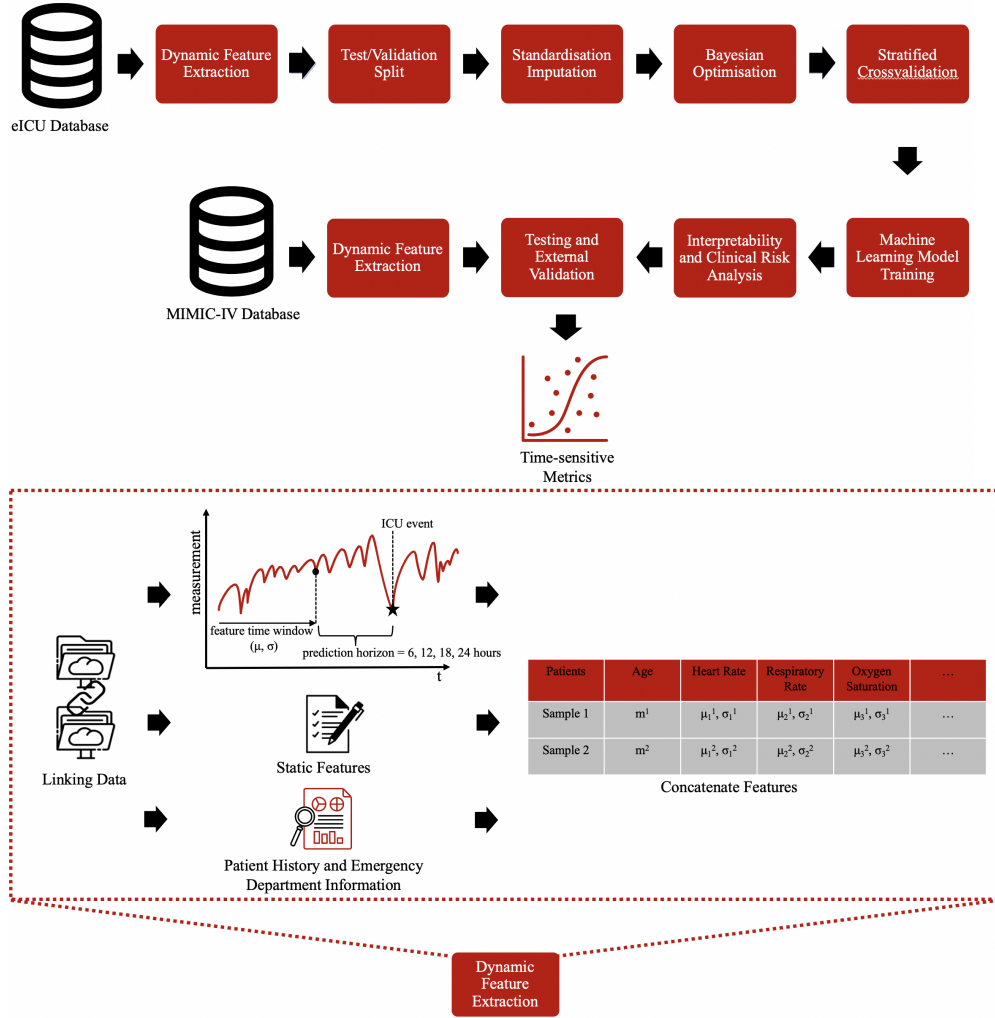 Dynamic Feature
Extraction
Test/Validation
Split
Standardisation
Imputation
Bayesian
Optimisation
Stratified
Crossvalidation
eICU Database
Dynamic Feature
Extraction
Testing and
External
Validation
Interpretability
and Clinical Risk
Analysis
Machine
Learning Model
Training
MIMIC-IV Database
Time-sensitive
Metrics
measurement
ICU event
feature time window
(μ, σ)
prediction horizon = 6, 12, 18, 24 hours
t
Linking Data
Static Features
Patient History and Emergency
Department Information
Patients Age Heart Rate Respiratory Rate Oxygen Saturation …
Sample 1 m¹ μ₁¹, σ₁¹ μ₂¹, σ₂¹ μ₃¹, σ₃¹ …
Sample 2 m² μ₁², σ₁² μ₂², σ₂² μ₃², σ₃² …
Concatenate Features
Dynamic
Feature
Extraction